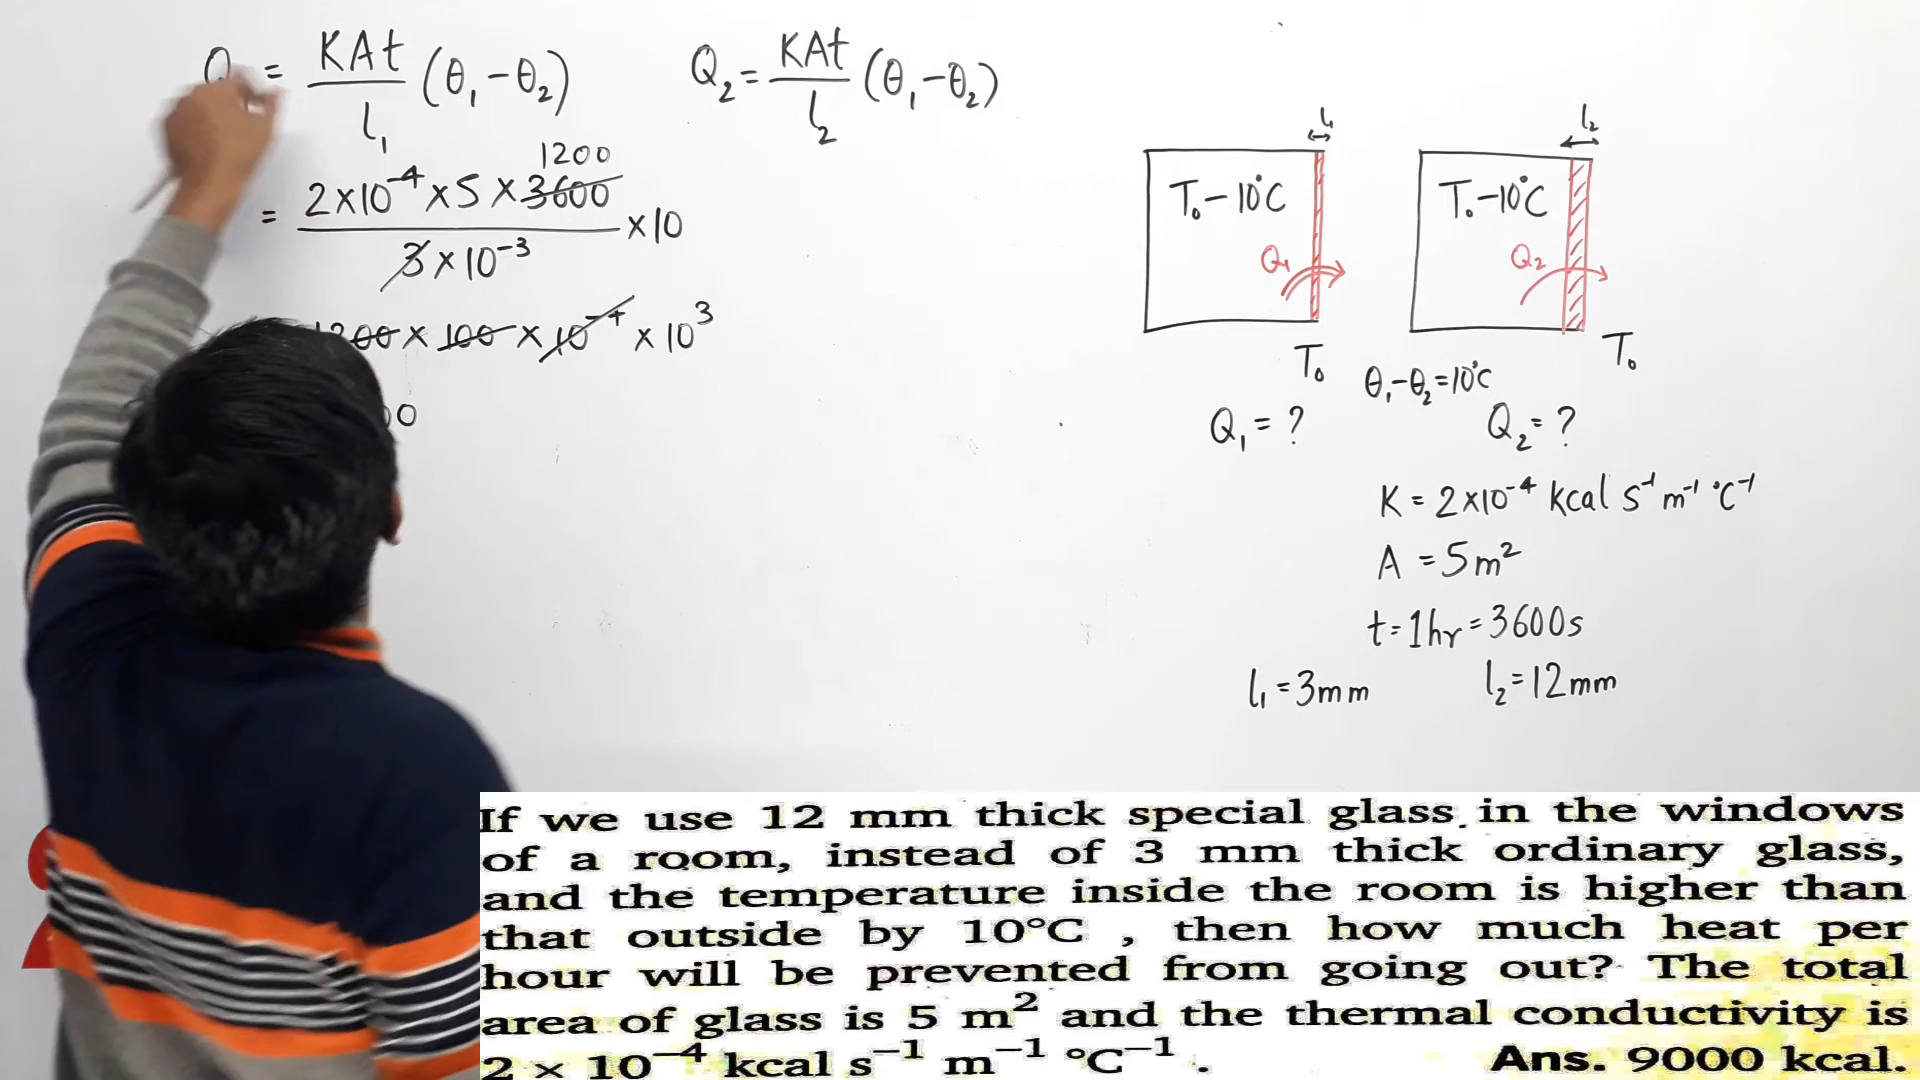 = KAt/l₁ (θ₁-θ₂)
= 2×10⁻⁴×5×3600/3×10⁻³ ×10
1200
×100×10⁻⁴×10³
Q₂ = KAt/l₂ (θ₁-θ₂)
l₁
l₂
T₀-10°C
T₀-10°C
Q₁
Q₂
T₀
T₀
θ₁-θ₂=10°C
Q₁ = ?
Q₂ = ?
K = 2×10⁻⁴ kcal s⁻¹ m⁻¹ °C⁻¹
A = 5m²
t = 1hr = 3600s
l₁ = 3mm
l₂ = 12mm
If we use 12 mm thick special glass in the windows
of a room, instead of 3 mm thick ordinary glass,
and the temperature inside the room is higher than
that outside by 10°C , then how much heat per
hour will be prevented from going out? The total
area of glass is 5 m² and the thermal conductivity is
2 × 10⁻⁴ kcal s⁻¹ m⁻¹ °C⁻¹ . Ans. 9000 kcal.